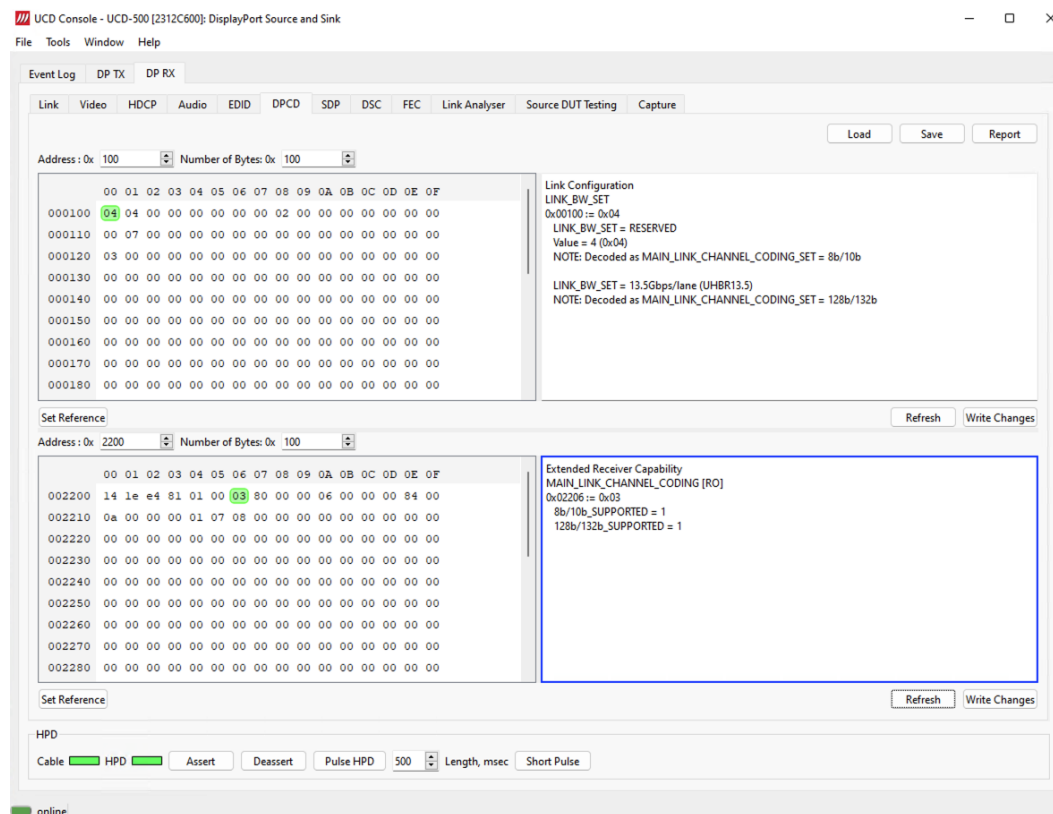 UCD Console - UCD-500 [2312C600]: DisplayPort Source and Sink
File Tools Window Help
Event Log DP TX DP RX
Link Video HDCP Audio EDID DPCD SDP DSC FEC Link Analyser Source DUT Testing Capture
Load Save Report
Address : 0x 100 Number of Bytes: 0x 100
00 01 02 03 04 05 06 07 08 09 0A 0B 0C 0D 0E 0F
000100 04 04 00 00 00 00 00 00 02 00 00 00 00 00 00 00
000110 00 07 00 00 00 00 00 00 00 00 00 00 00 00 00 00
000120 03 00 00 00 00 00 00 00 00 00 00 00 00 00 00 00
000130 00 00 00 00 00 00 00 00 00 00 00 00 00 00 00 00
000140 00 00 00 00 00 00 00 00 00 00 00 00 00 00 00 00
000150 00 00 00 00 00 00 00 00 00 00 00 00 00 00 00 00
000160 00 00 00 00 00 00 00 00 00 00 00 00 00 00 00 00
000170 00 00 00 00 00 00 00 00 00 00 00 00 00 00 00 00
000180 00 00 00 00 00 00 00 00 00 00 00 00 00 00 00 00
Link Configuration
LINK_BW_SET
0x00100 := 0x04
LINK_BW_SET = RESERVED
Value = 4 (0x04)
NOTE: Decoded as MAIN_LINK_CHANNEL_CODING_SET = 8b/10b
LINK_BW_SET = 13.5Gbps/lane (UHBR13.5)
NOTE: Decoded as MAIN_LINK_CHANNEL_CODING_SET = 128b/132b
Set Reference Refresh Write Changes
Address : 0x 2200 Number of Bytes: 0x 100
00 01 02 03 04 05 06 07 08 09 0A 0B 0C 0D 0E 0F
002200 14 1e e4 81 01 00 03 80 00 00 06 00 00 00 84 00
002210 0a 00 00 00 01 07 08 00 00 00 00 00 00 00 00 00
002220 00 00 00 00 00 00 00 00 00 00 00 00 00 00 00 00
002230 00 00 00 00 00 00 00 00 00 00 00 00 00 00 00 00
002240 00 00 00 00 00 00 00 00 00 00 00 00 00 00 00 00
002250 00 00 00 00 00 00 00 00 00 00 00 00 00 00 00 00
002260 00 00 00 00 00 00 00 00 00 00 00 00 00 00 00 00
002270 00 00 00 00 00 00 00 00 00 00 00 00 00 00 00 00
002280 00 00 00 00 00 00 00 00 00 00 00 00 00 00 00 00
Extended Receiver Capability
MAIN_LINK_CHANNEL_CODING [RO]
0x02206 := 0x03
8b/10b_SUPPORTED = 1
128b/132b_SUPPORTED = 1
Set Reference Refresh Write Changes
HPD
Cable HPD Assert Deassert Pulse HPD 500 Length, msec Short Pulse
online